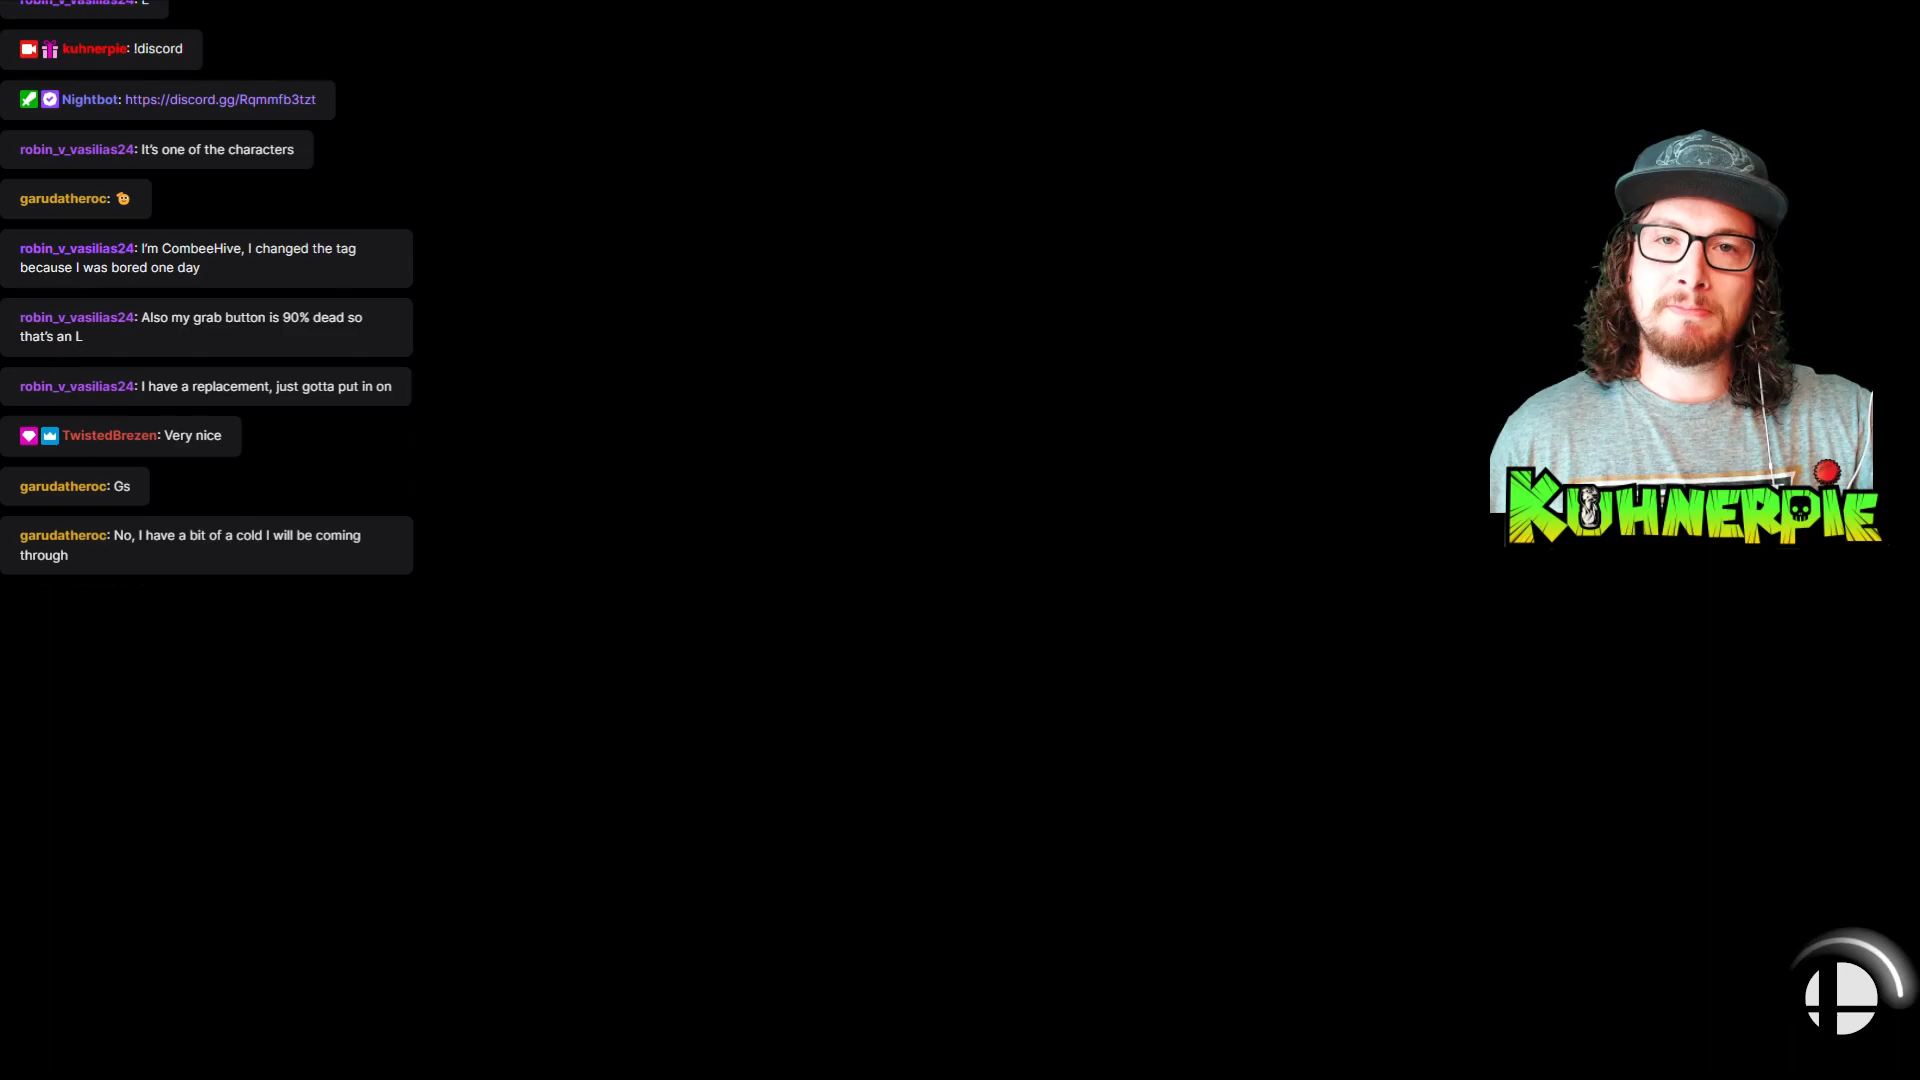 robin_v_vasilias24: L
kuhnerpie: !discord
Nightbot: https://discord.gg/Rqmmfb3tzt
robin_v_vasilias24: It's one of the characters
garudatheroc:
robin_v_vasilias24: I'm CombeeHive, I changed the tag
because I was bored one day
robin_v_vasilias24: Also my grab button is 90% dead so
that's an L
robin_v_vasilias24: I have a replacement, just gotta put in on
TwistedBrezen: Very nice
garudatheroc: Gs
garudatheroc: No, I have a bit of a cold I will be coming
through
KUHNERPIE